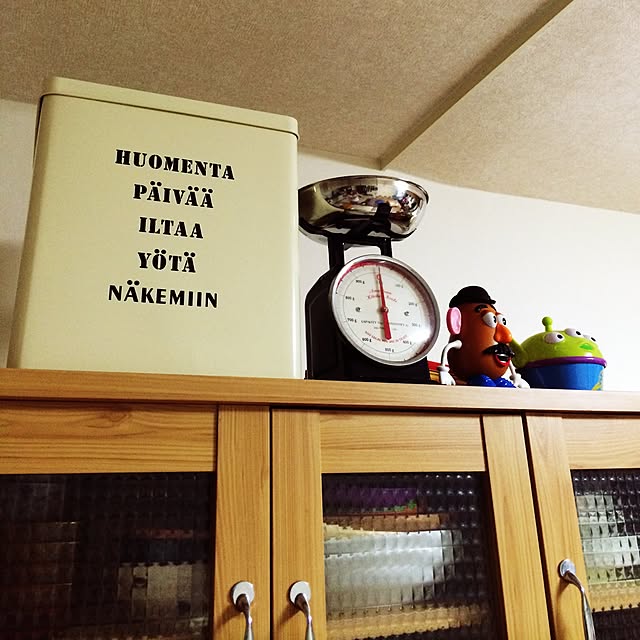 HUOMENTA
PÄIVÄÄ
ILTAA
YÖTÄ
NÄKEMIIN